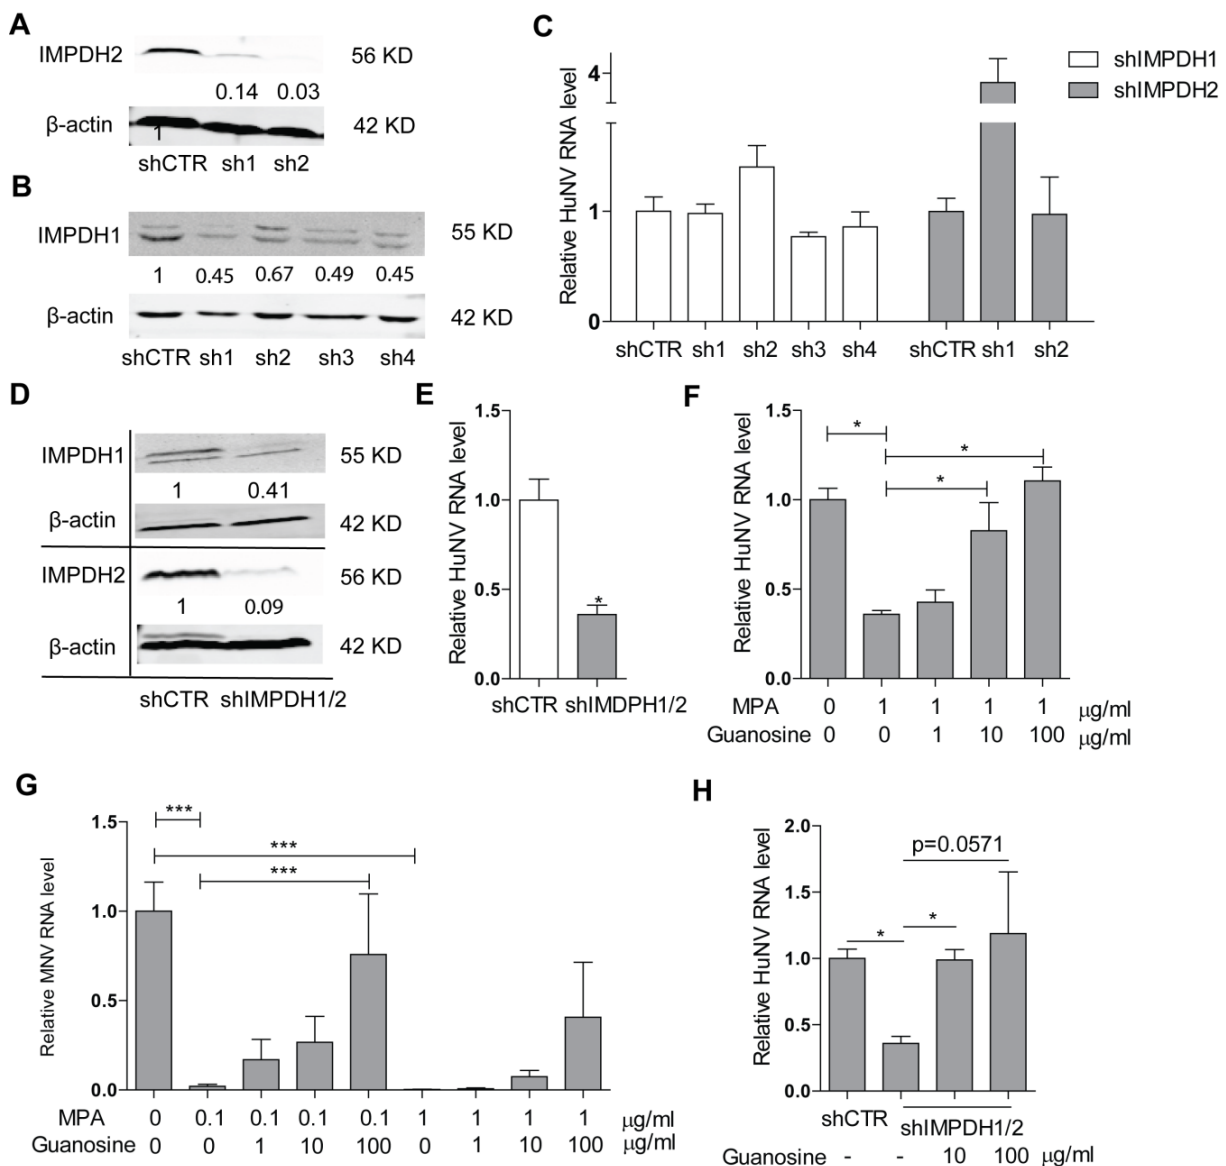 A
IMPDH2
56 KD
0.14 0.03
β-actin
1
42 KD
shCTR sh1 sh2
B
IMPDH1
55 KD
1 0.45 0.67 0.49 0.45
β-actin
42 KD
shCTR sh1 sh2 sh3 sh4
C
Relative HuNV RNA level
4
1
0
shCTR sh1 sh2 sh3 sh4 shCTR sh1 sh2
shIMPDH1
shIMPDH2
D
IMPDH1
55 KD
1 0.41
β-actin
42 KD
IMPDH2
56 KD
1 0.09
β-actin
42 KD
shCTR shIMPDH1/2
E
Relative HuNV RNA level
1.5
1.0
0.5
0.0
*
shCTR shIMDPH1/2
F
Relative HuNV RNA level
1.5
1.0
0.5
0.0
*
*
*
MPA 0 1 1 1 1 μg/ml
Guanosine 0 0 1 10 100 μg/ml
G
Relative MNV RNA level
1.5
1.0
0.5
0.0
***
***
***
MPA 0 0.1 0.1 0.1 0.1 1 1 1 1 μg/ml
Guanosine 0 0 1 10 100 0 1 10 100 μg/ml
H
Relative HuNV RNA level
2.0
1.5
1.0
0.5
0.0
p=0.0571
*
*
shCTR
shIMPDH1/2
Guanosine - - 10 100 μg/ml